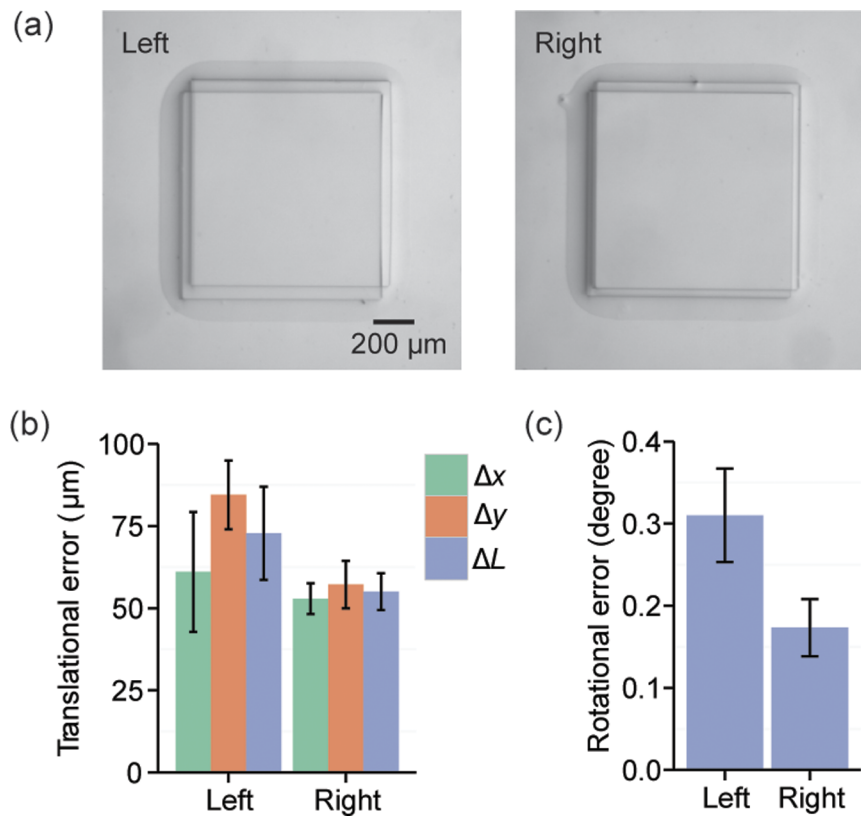 (a)
Left
Right
200 µm
(b)
Translational error (µm)
100
75
50
25
0
Left
Right
Δx
Δy
ΔL
(c)
Rotational error (degree)
0.4
0.3
0.2
0.1
0.0
Left
Right